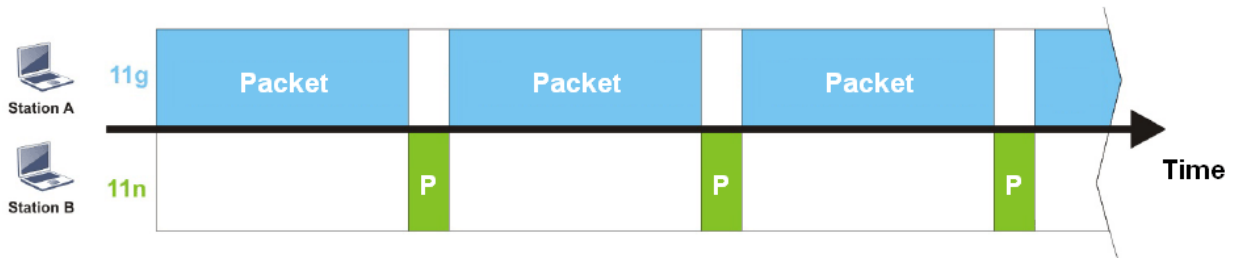 11g
Packet Packet Packet
Station A
Time
11n
P P P
Station B